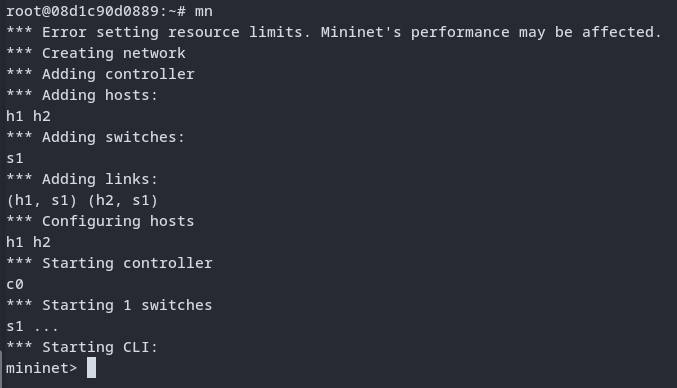 root@08d1c90d0889:~# mn
*** Error setting resource limits. Mininet's performance may be affected.
*** Creating network
*** Adding controller
*** Adding hosts:
h1 h2
*** Adding switches:
s1
*** Adding links:
(h1, s1) (h2, s1)
*** Configuring hosts
h1 h2
*** Starting controller
c0
*** Starting 1 switches
s1 ...
*** Starting CLI:
mininet>